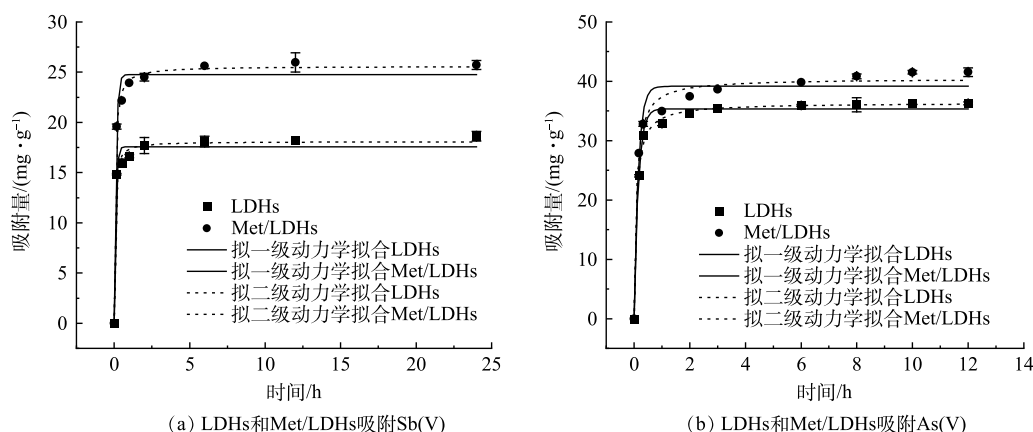 30
25
20
15
10
5
0
吸附量/(mg·g⁻¹)
LDHs
Met/LDHs
拟一级动力学拟合LDHs
拟一级动力学拟合Met/LDHs
拟二级动力学拟合LDHs
拟二级动力学拟合Met/LDHs
0 5 10 15 20 25
时间/h
(a) LDHs和Met/LDHs吸附Sb(V)
50
40
30
20
10
0
吸附量/(mg·g⁻¹)
LDHs
Met/LDHs
拟一级动力学拟合LDHs
拟一级动力学拟合Met/LDHs
拟二级动力学拟合LDHs
拟二级动力学拟合Met/LDHs
0 2 4 6 8 10 12 14
时间/h
(b) LDHs和Met/LDHs吸附As(V)